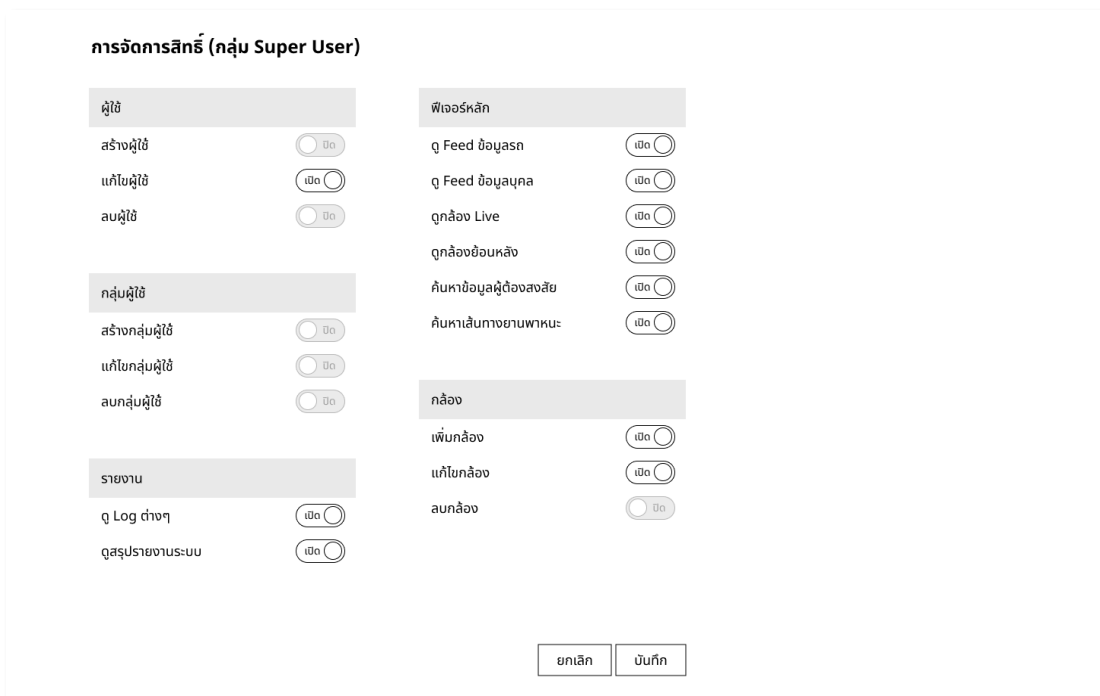 การจัดการสิทธิ์ (กลุ่ม Super User)
ผู้ใช้
สร้างผู้ใช้ ปิด
แก้ไขผู้ใช้ เปิด
ลบผู้ใช้ ปิด
กลุ่มผู้ใช้
สร้างกลุ่มผู้ใช้ ปิด
แก้ไขกลุ่มผู้ใช้ ปิด
ลบกลุ่มผู้ใช้ ปิด
รายงาน
ดู Log ต่างๆ เปิด
ดูสรุปรายงานระบบ เปิด
ฟีเจอร์หลัก
ดู Feed ข้อมูลรถ เปิด
ดู Feed ข้อมูลบุคล เปิด
ดูกล้อง Live เปิด
ดูกล้องย้อนหลัง เปิด
ค้นหาข้อมูลผู้ต้องสงสัย เปิด
ค้นหาเส้นทางยานพาหนะ เปิด
กล้อง
เพิ่มกล้อง เปิด
แก้ไขกล้อง เปิด
ลบกล้อง ปิด
ยกเลิก บันทึก